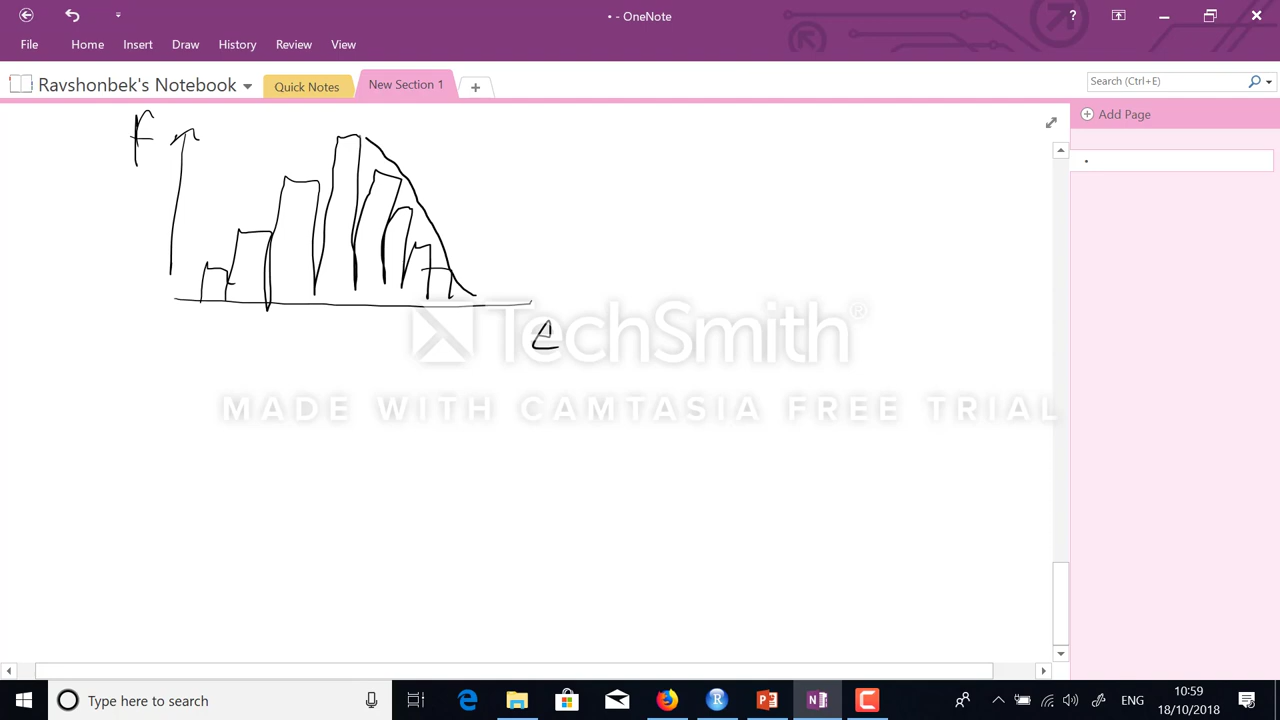 • - OneNote
?
File Home Insert Draw History Review View
Ravshonbek's Notebook Quick Notes New Section 1 + Search (Ctrl+E)
Add Page
•
f
TechSmith®
MADE WITH CAMTASIA FREE TRIAL
Type here to search
ENG
10:59
18/10/2018